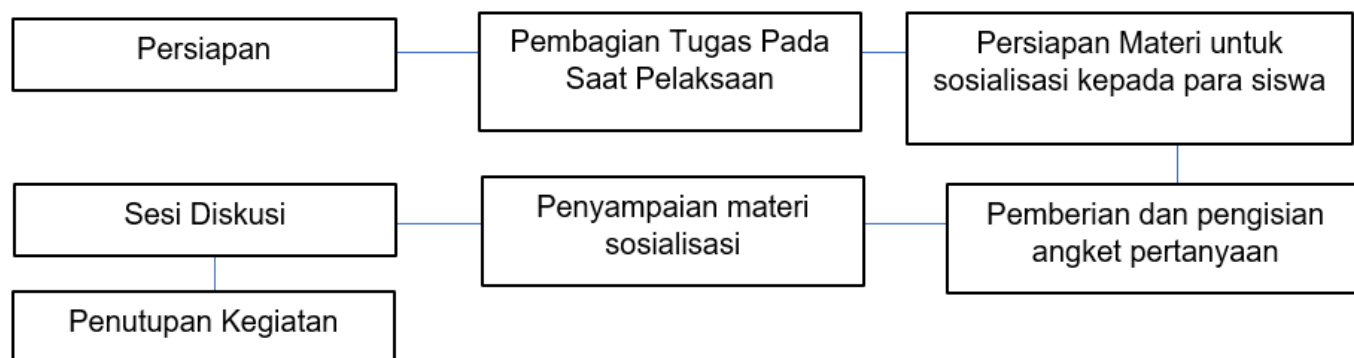 Persiapan
Pembagian Tugas Pada
Saat Pelaksaan
Persiapan Materi untuk
sosialisasi kepada para siswa
Pemberian dan pengisian
angket pertanyaan
Penyampaian materi
sosialisasi
Sesi Diskusi
Penutupan Kegiatan